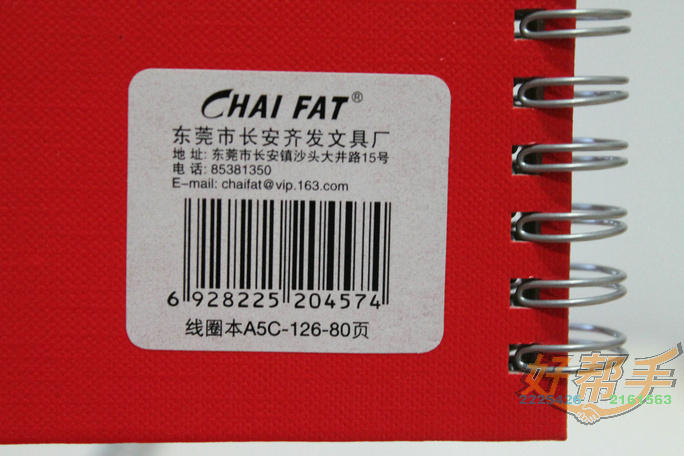 CHAI FAT®
东莞市长安齐发文具厂
地 址: 东莞市长安镇沙头大井路15号
电 话: 85381350
E-mail: chaifat@vip.163.com
6 928225 204574
线圈本A5C-126-80页
好帮手
2725426 2161563